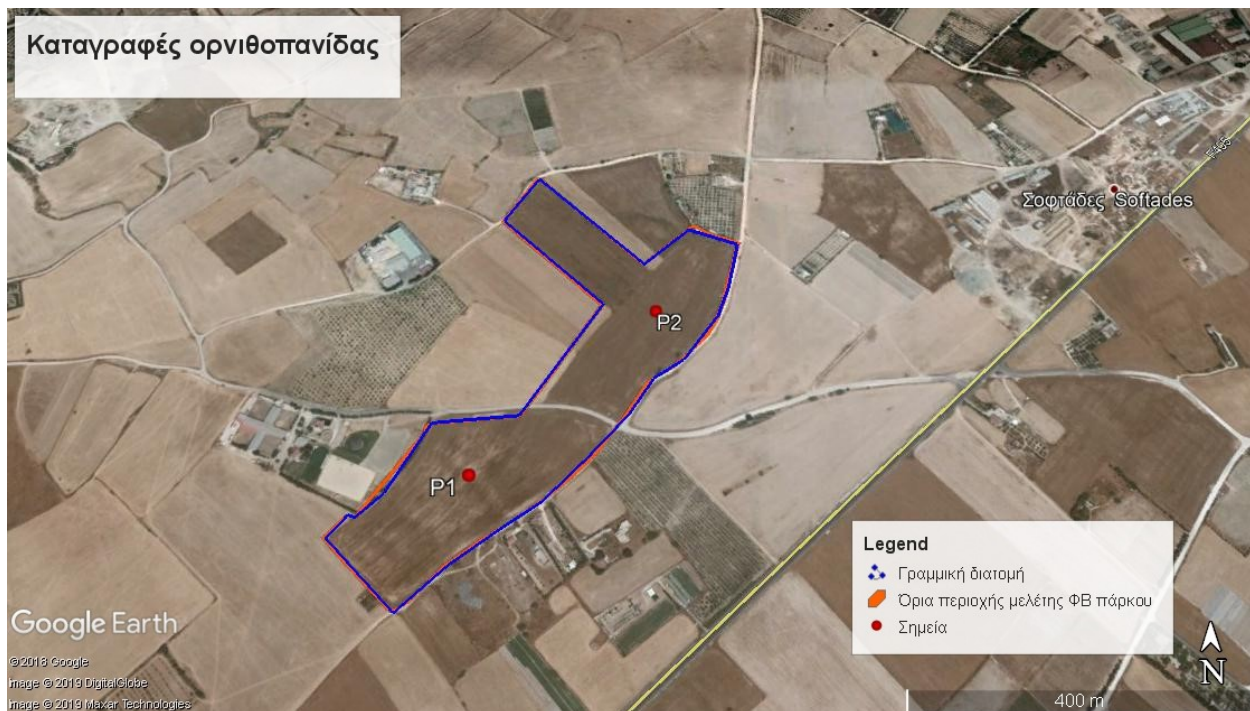 Καταγραφές ορνιθοπανίδας
F455
Σοφτάδες Softades
P2
P1
Legend
Γραμμική διατομή
Όρια περιοχής μελέτης ΦΒ πάρκου
Σημεία
Google Earth
©2018 Google
Image © 2019 DigitalGlobe
Image © 2019 Maxar Technologies
N
400 m